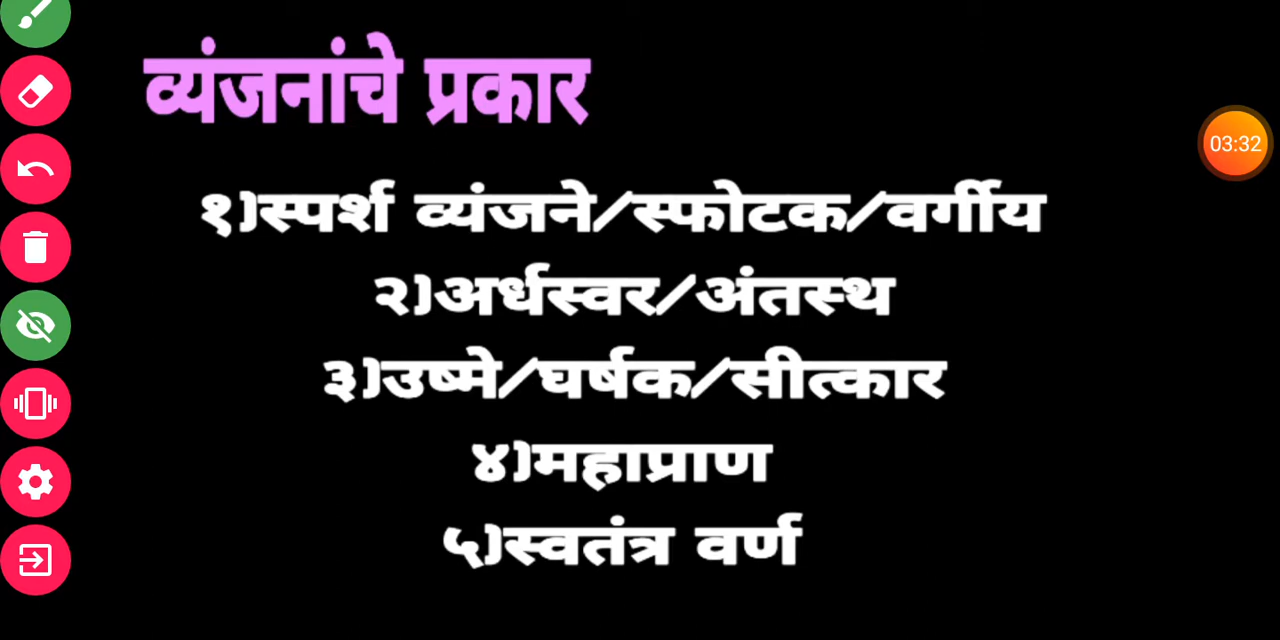 व्यंजनांचे प्रकार
03:32
१)स्पर्श व्यंजने/स्फोटक/वर्गीय
२)अर्धस्वर/अंतस्थ
३)उष्मे/घर्षक/सीत्कार
४)महाप्राण
५)स्वतंत्र वर्ण